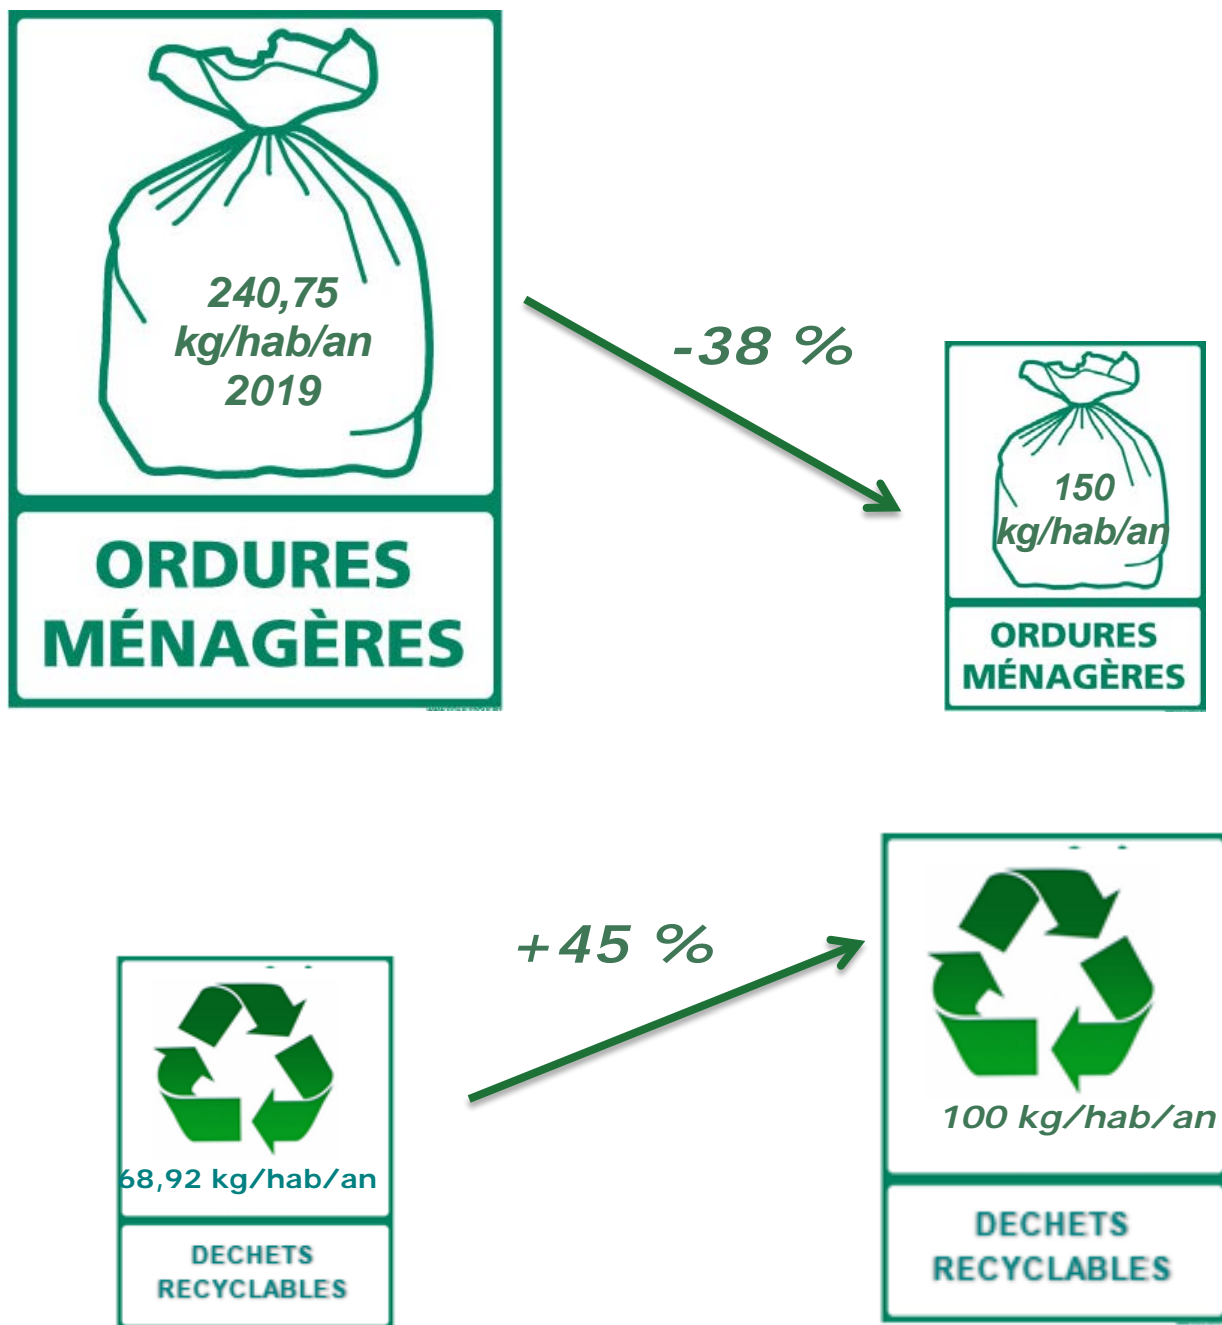 240,75
kg/hab/an
2019
ORDURES
MÉNAGÈRES
-38 %
150
kg/hab/an
ORDURES
MÉNAGÈRES
+45 %
68,92 kg/hab/an
DECHETS
RECYCLABLES
100 kg/hab/an
DECHETS
RECYCLABLES